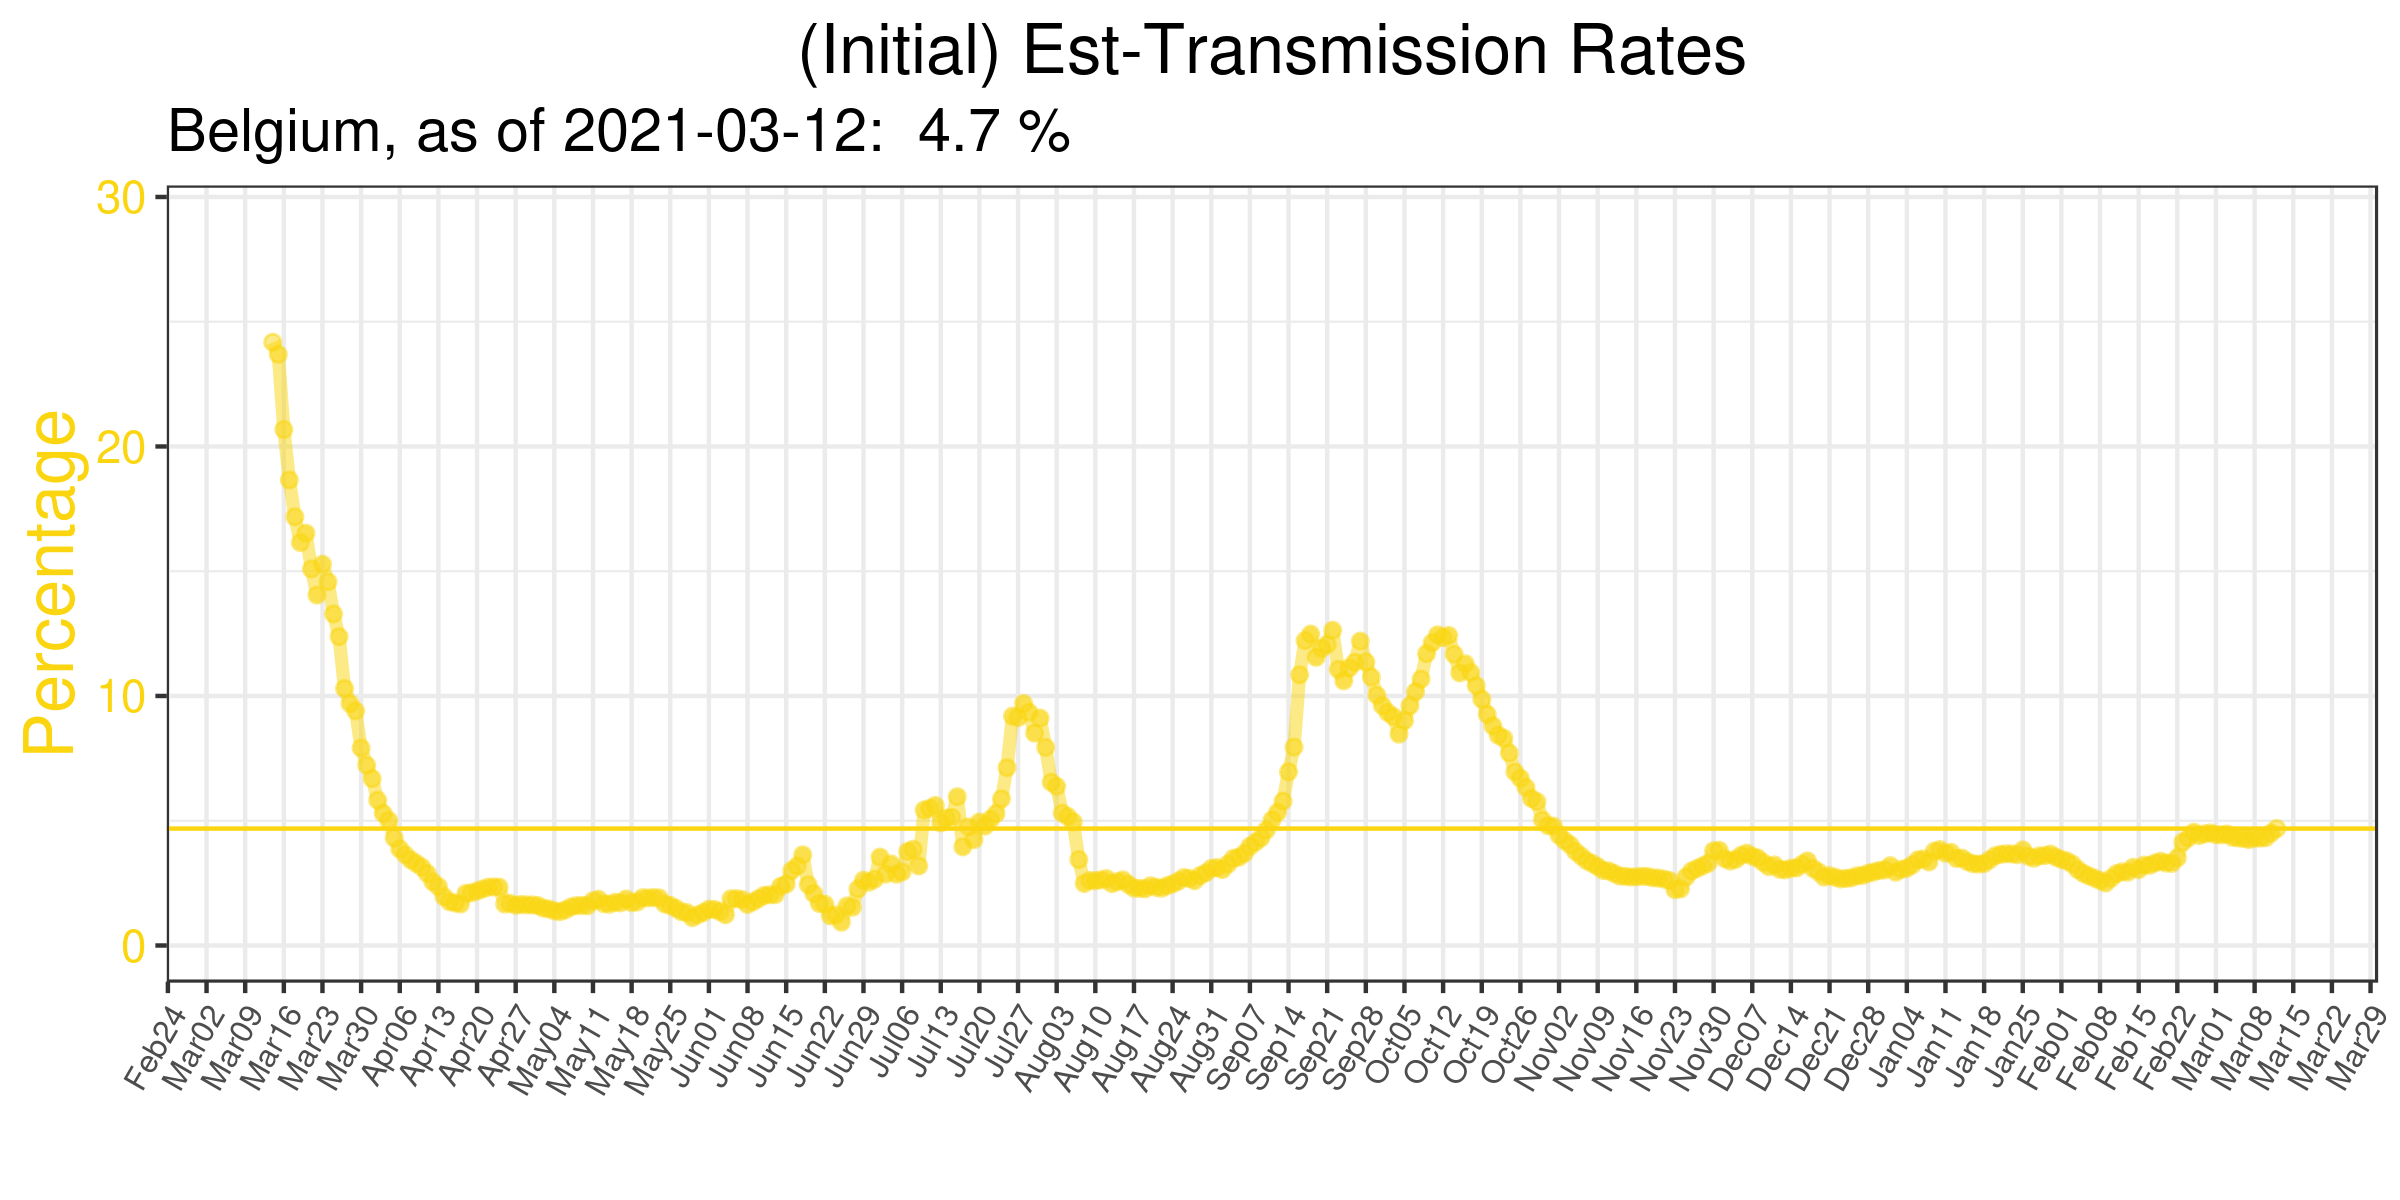 (Initial) Est-Transmission Rates
Belgium, as of 2021-03-12: 4.7 %
Percentage
30
20
10
0
Feb24
Mar02
Mar09
Mar16
Mar23
Mar30
Apr06
Apr13
Apr20
Apr27
May04
May11
May18
May25
Jun01
Jun08
Jun15
Jun22
Jun29
Jul06
Jul13
Jul20
Jul27
Aug03
Aug10
Aug17
Aug24
Aug31
Sep07
Sep14
Sep21
Sep28
Oct05
Oct12
Oct19
Oct26
Nov02
Nov09
Nov16
Nov23
Nov30
Dec07
Dec14
Dec21
Dec28
Jan04
Jan11
Jan18
Jan25
Feb01
Feb08
Feb15
Feb22
Mar01
Mar08
Mar15
Mar22
Mar29